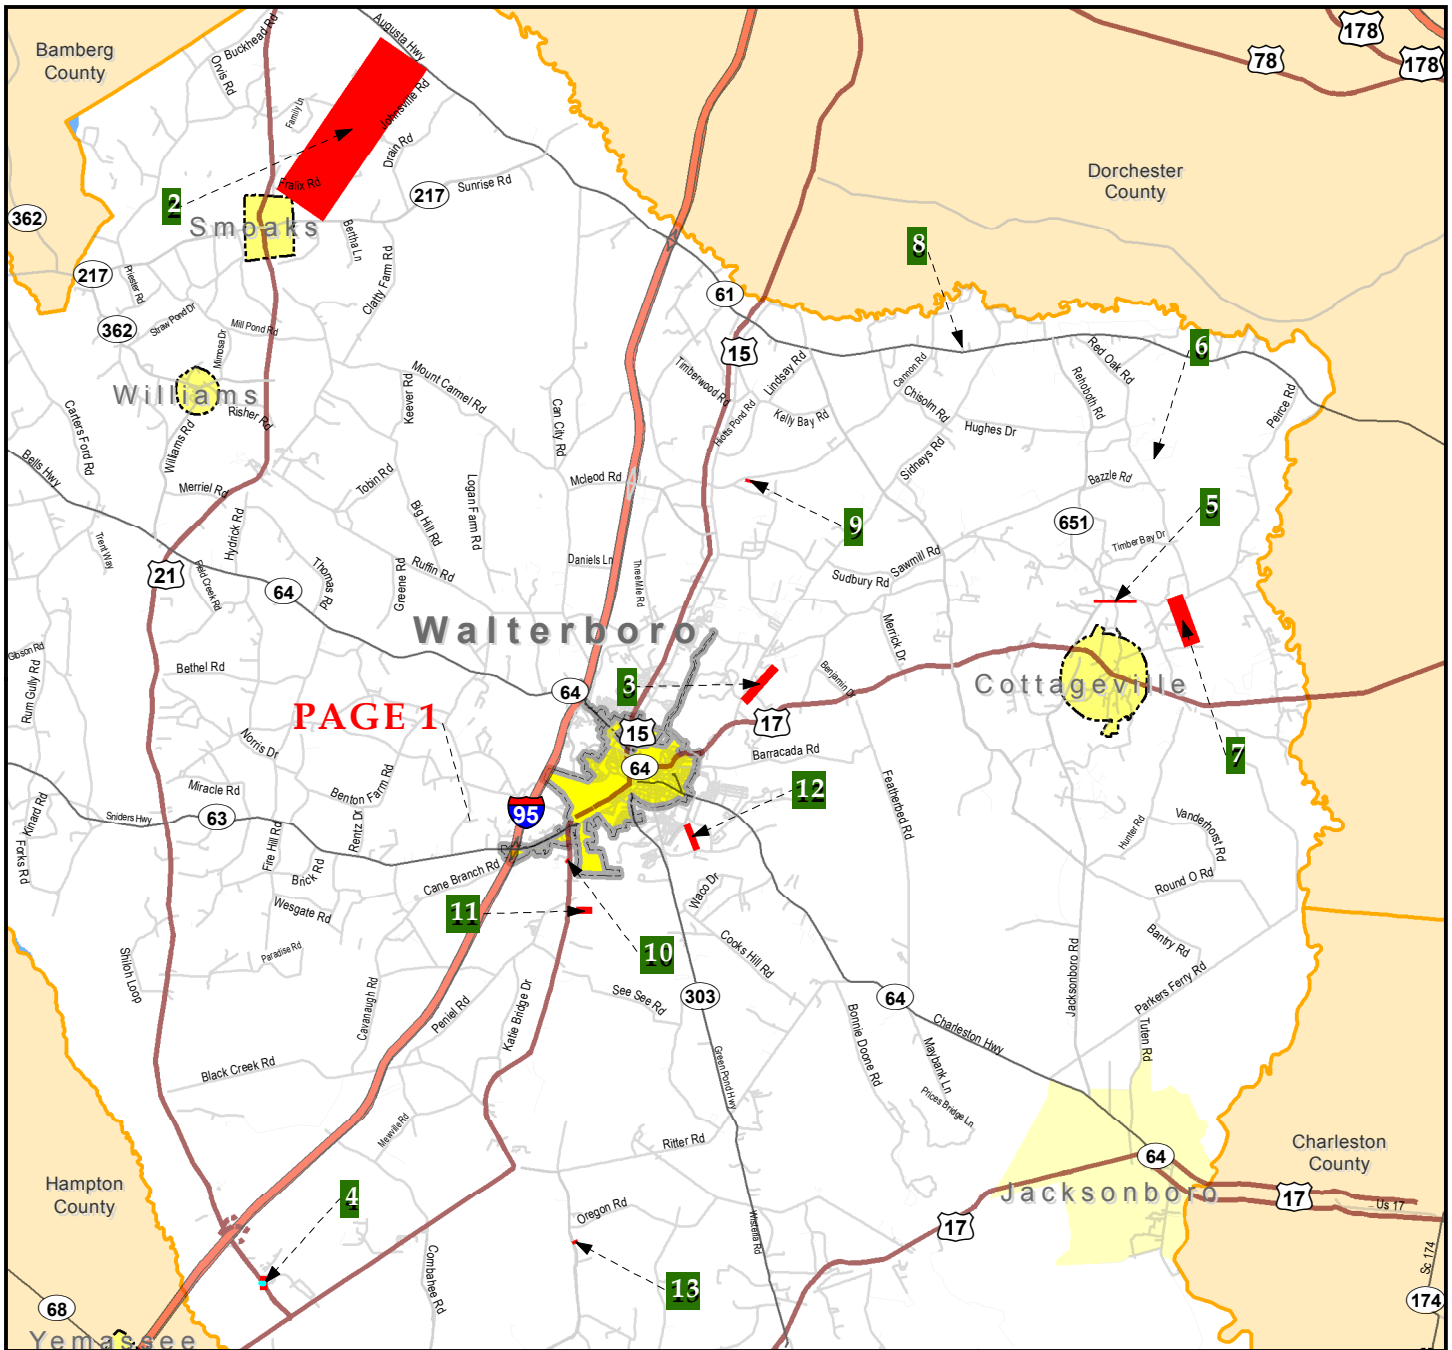 Bamberg
County
Buckhead Rd
Augusta Hwy
Orvis Rd
Family Ln
Johnsville Rd
Drain Rd
Fralix Rd
217
Sunrise Rd
2
362
Smoaks
Bertha Ln
Clatty Farm Rd
217
Priester Rd
362
Straw Pond Dr
Mill Pond Rd
Mimosa Dr
Williams
Risher Rd
Williams Rd
Carters Ford Rd
Bells Hwy
Merriel Rd
Hydrick Rd
Trent Way
21
Field Creek Rd
64
Thomas Rd
Keever Rd
Mount Carmel Rd
Tobin Rd
Big Hill Rd
Logan Farm Rd
Greene Rd
Ruffin Rd
Can City Rd
Mcleod Rd
Daniels Ln
Three Mile Rd
178
78
178
Dorchester
County
8
61
15
Timberwood Rd
Lindsay Rd
Hiotts Pond Rd
Kelly Bay Rd
Cannon Rd
Chisolm Rd
Hughes Dr
Sidneys Rd
Red Oak Rd
Rehoboth Rd
6
Peirce Rd
Bazzle Rd
5
651
Timber Bay Dr
9
Sudbury Rd
Sawmill Rd
Merrick Dr
Benjamin Dr
Walterboro
64
3
15
17
64
Barracada Rd
Cottageville
7
12
Gibson Rd
Rum Gully Rd
Bethel Rd
PAGE 1
Norris Dr
Miracle Rd
Benton Farm Rd
Rentz Dr
Kinard Rd
Sniders Hwy
63
Forks Rd
Fire Hill Rd
Brick Rd
Wesgate Rd
Paradise Rd
Shiloh Loop
95
Cane Branch Rd
11
10
Waco Dr
Cooks Hill Rd
See See Rd
303
Featherbed Rd
Hunter Rd
Vanderhorst Rd
Round O Rd
Bantry Rd
Parkers Ferry Rd
Jacksonboro Rd
Tuten Rd
Cavanaugh Rd
Peniel Rd
Katie Bridge Dr
Black Creek Rd
Mewville Rd
Green Pond Hwy
Bonnie Doone Rd
64
Charleston Hwy
Maybank Ln
Prices Bridge Ln
Ritter Rd
64
Charleston
County
Jacksonboro
17
Us 17
17
Hampton
County
4
Oregon Rd
Combahee Rd
Wisteria Rd
13
Sc 174
174
68
Yemassee